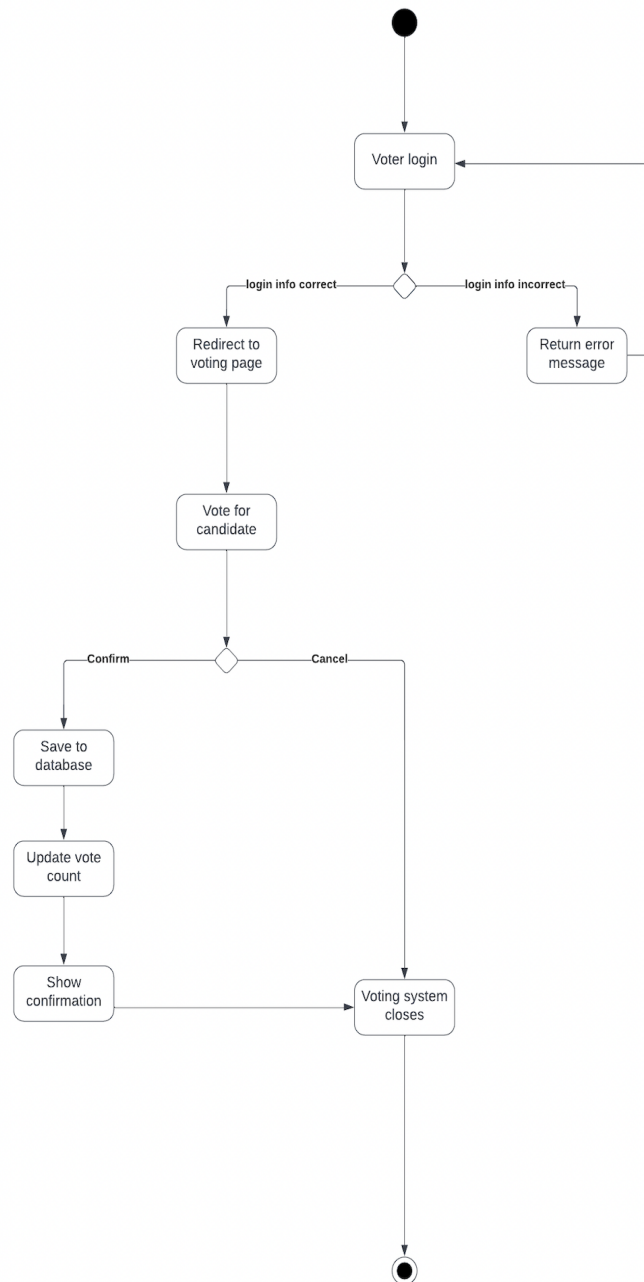 Voter login
login info correct
login info incorrect
Redirect to
voting page
Return error
message
Vote for
candidate
Confirm
Cancel
Save to
database
Update vote
count
Show
confirmation
Voting system
closes